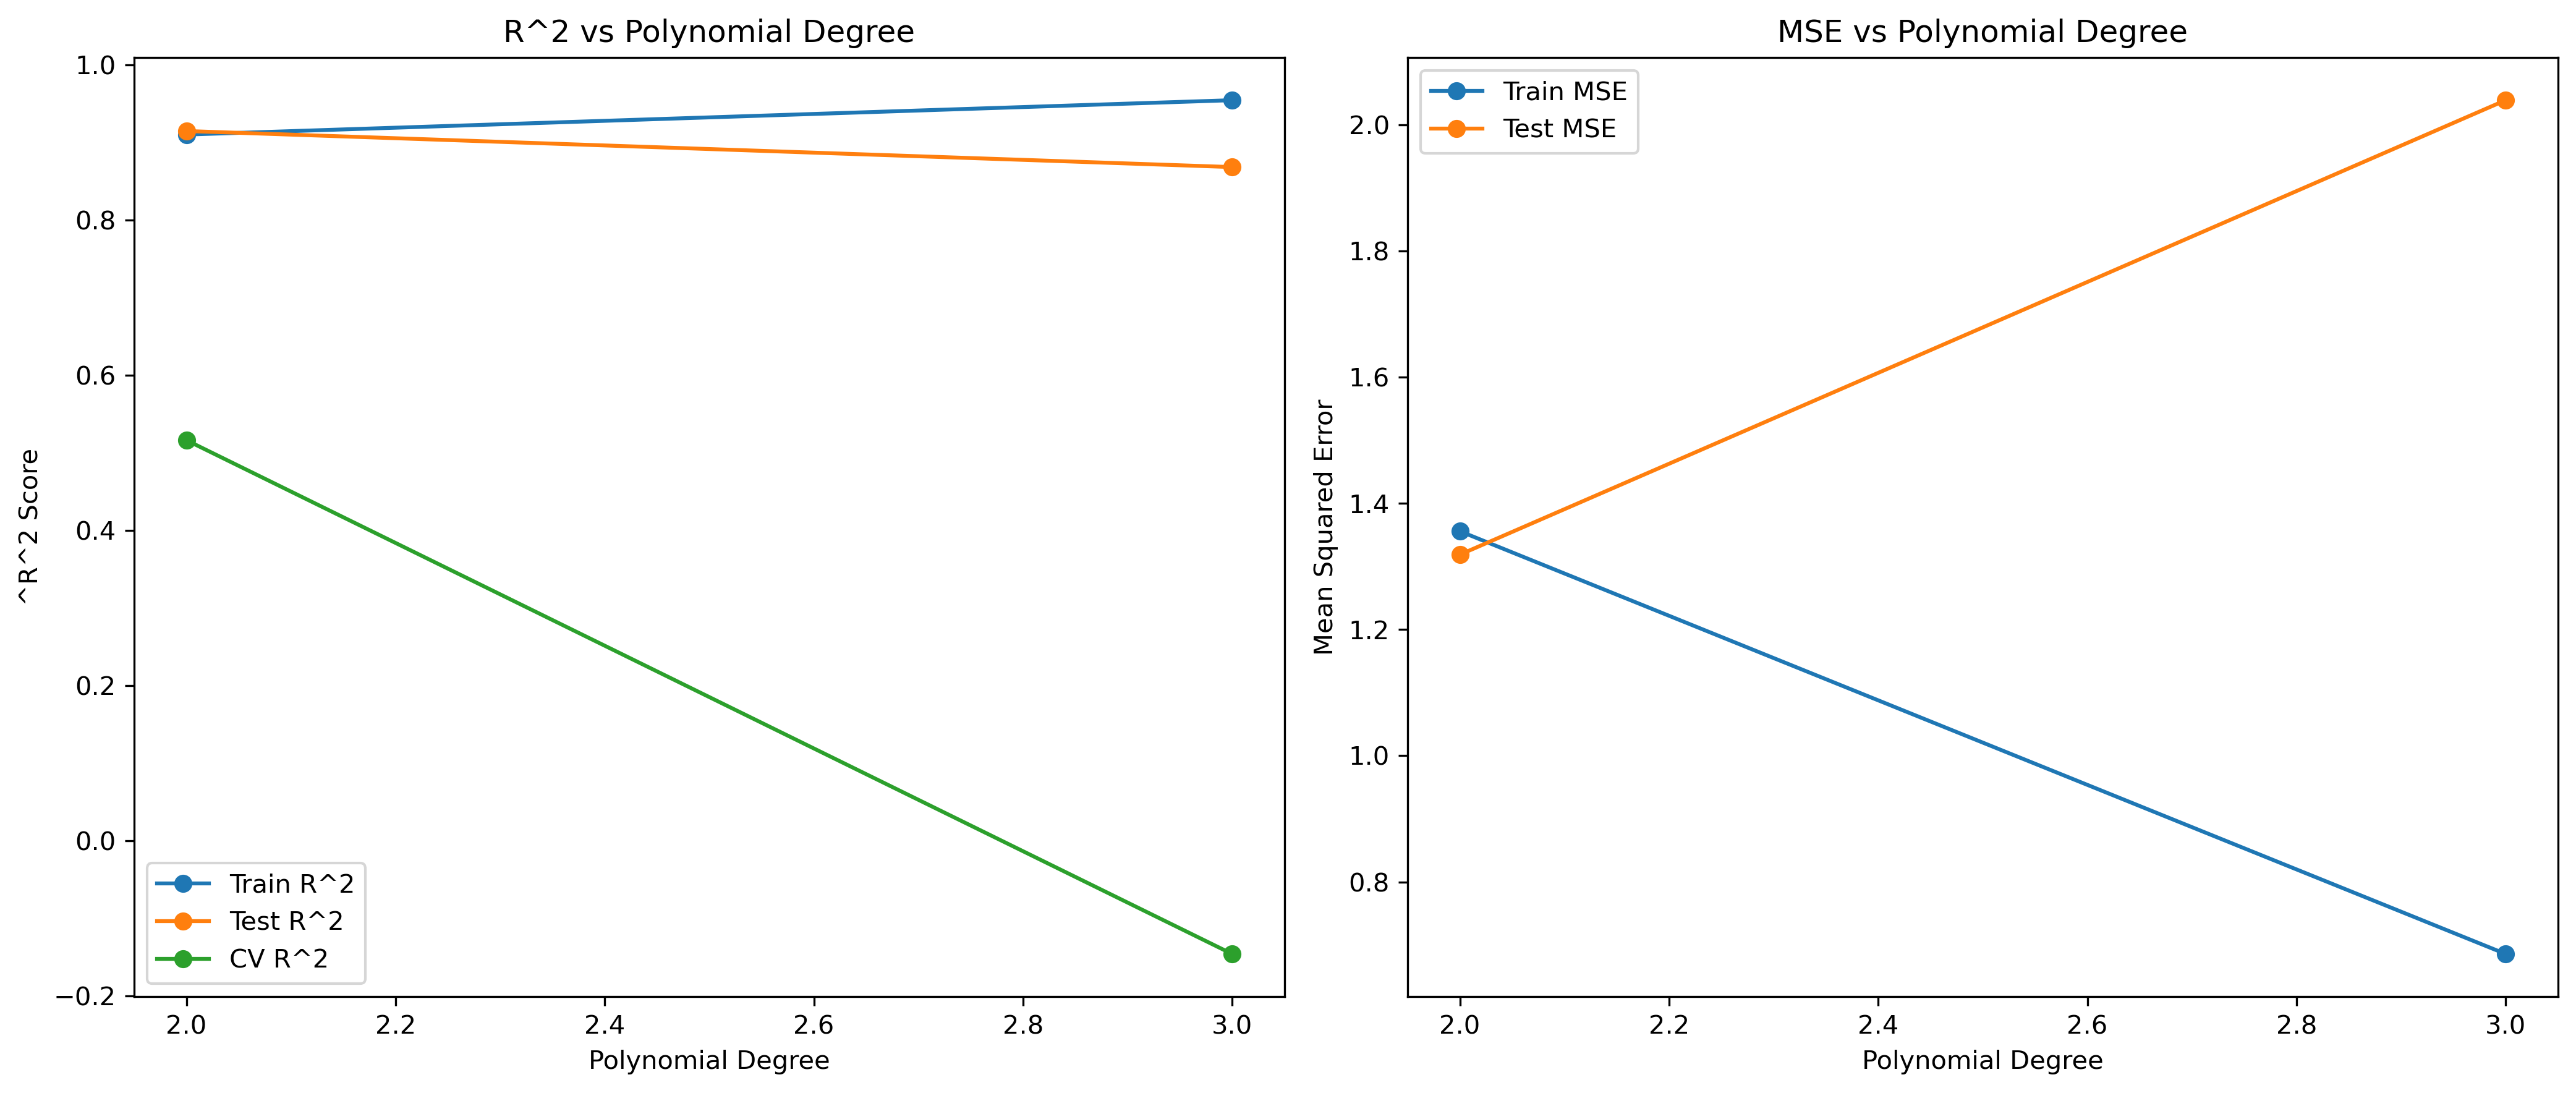 R^2 vs Polynomial Degree
1.0
0.8
0.6
0.4
0.2
0.0
−0.2
^R^2 Score
Train R^2
Test R^2
CV R^2
2.0 2.2 2.4 2.6 2.8 3.0
Polynomial Degree
MSE vs Polynomial Degree
Train MSE
Test MSE
2.0
1.8
1.6
1.4
1.2
1.0
0.8
Mean Squared Error
2.0 2.2 2.4 2.6 2.8 3.0
Polynomial Degree